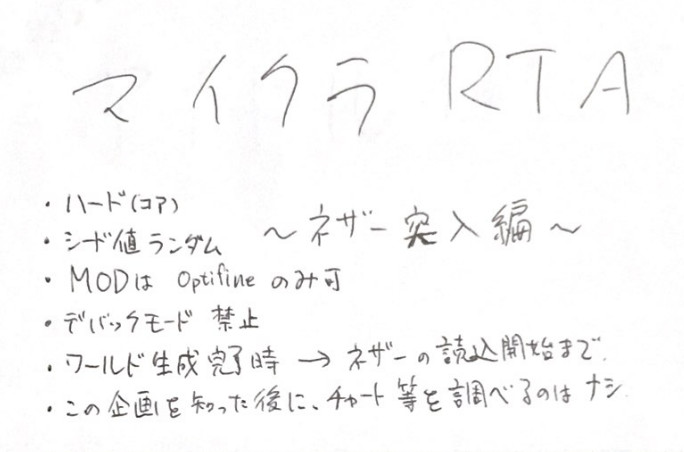 マイクラ RTA
～ネザー突入編～
・ハード(コア)
・シード値ランダム
・MODは Optifine のみ可
・デバックモード 禁止
・ワールド生成完了時 → ネザーの読込開始まで.
・この企画を知った後に、チャート等を調べるのはナシ.